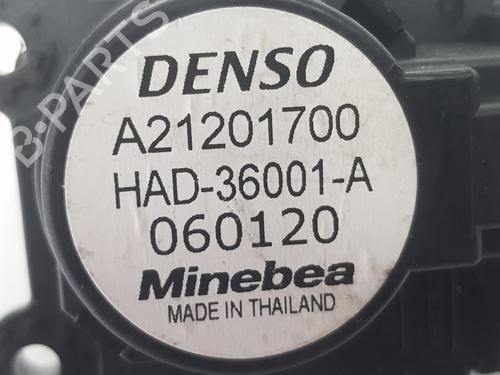 DENSO
A21201700
HAD-36001-A
060120
Minebea
MADE IN THAILAND
B-PARTS